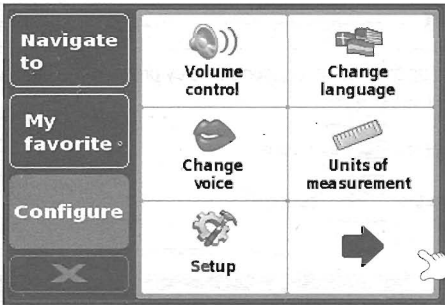 Navigate
to
My
favorite
Configure
Volume
control
Change
language
Change
voice
Units of
measurement
Setup